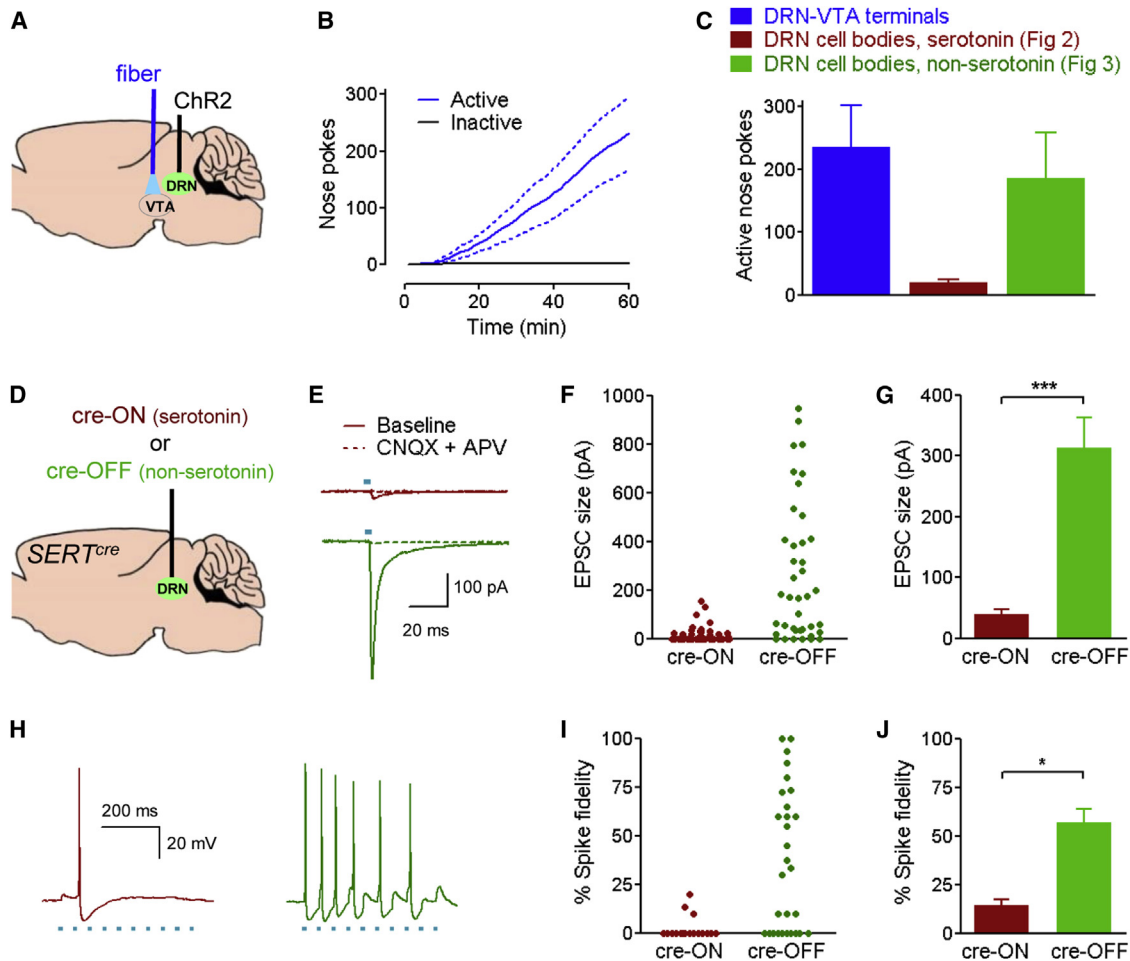 A
fiber
ChR2
DRN
VTA
B
Nose pokes
300
200
100
0
Active
Inactive
0
20
40
60
Time (min)
C
DRN-VTA terminals
DRN cell bodies, serotonin (Fig 2)
DRN cell bodies, non-serotonin (Fig 3)
Active nose pokes
300
200
100
0
D
cre-ON (serotonin)
or
cre-OFF (non-serotonin)
SERTcre
DRN
E
Baseline
CNQX + APV
100 pA
20 ms
F
EPSC size (pA)
1000
800
600
400
200
0
cre-ON
cre-OFF
G
EPSC size (pA)
400
300
200
100
0
***
cre-ON
cre-OFF
H
200 ms
20 mV
I
% Spike fidelity
100
75
50
25
0
cre-ON
cre-OFF
J
% Spike fidelity
100
75
50
25
0
*
cre-ON
cre-OFF